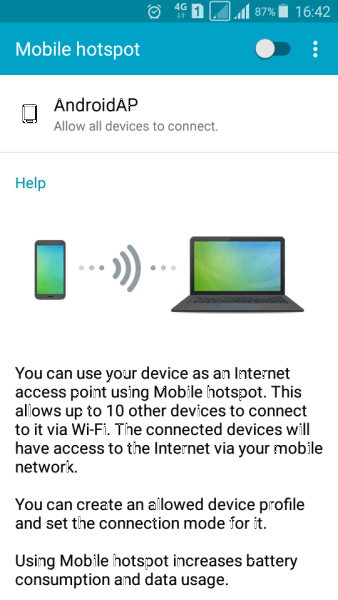 4G 1 87% 16:42
Mobile hotspot
AndroidAP
Allow all devices to connect.
Help
You can use your device as an Internet
access point using Mobile hotspot. This
allows up to 10 other devices to connect
to it via Wi-Fi. The connected devices will
have access to the Internet via your mobile
network.
You can create an allowed device profile
and set the connection mode for it.
Using Mobile hotspot increases battery
consumption and data usage.